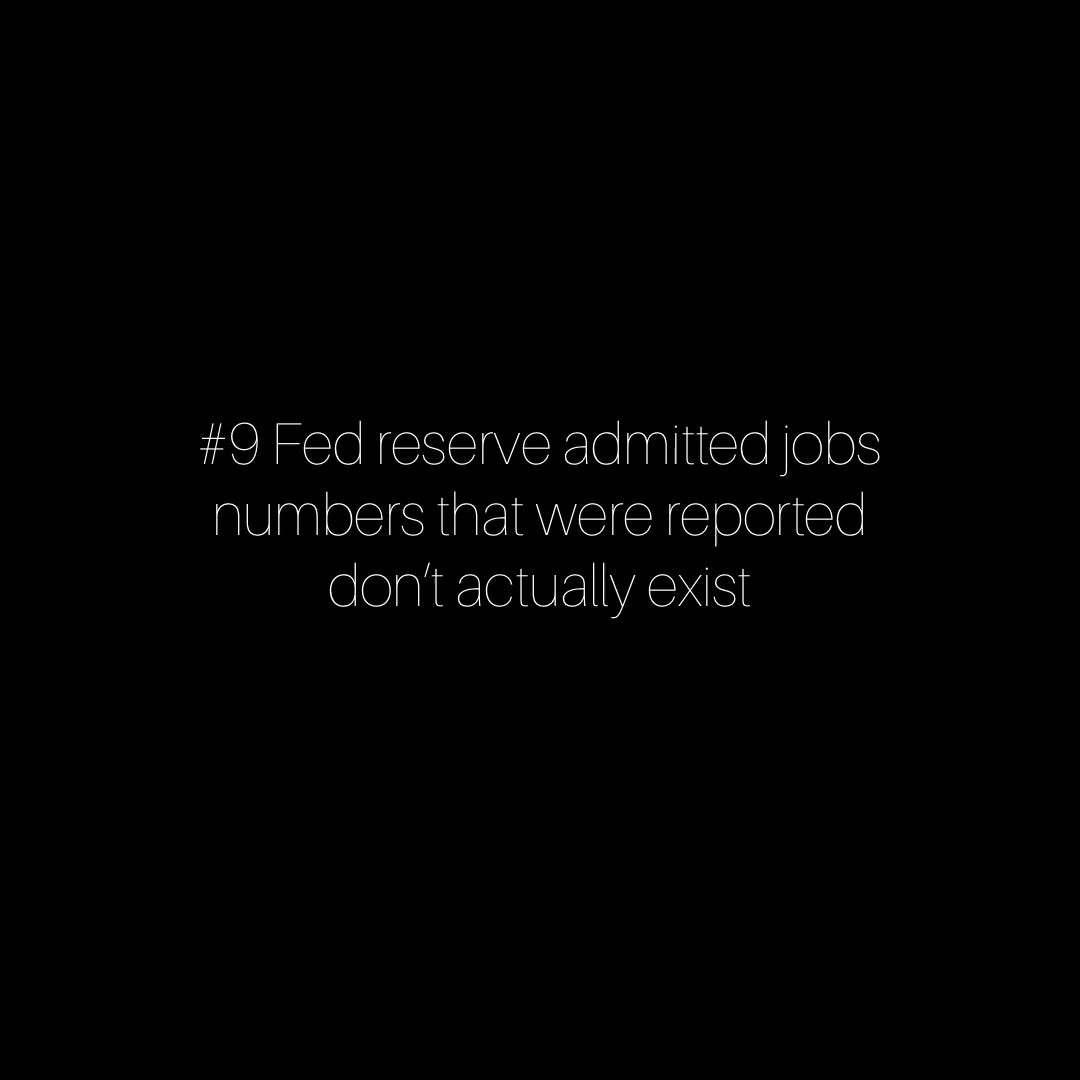 #9 Fed reserve admitted jobs
numbers that were reported
don’t actually exist